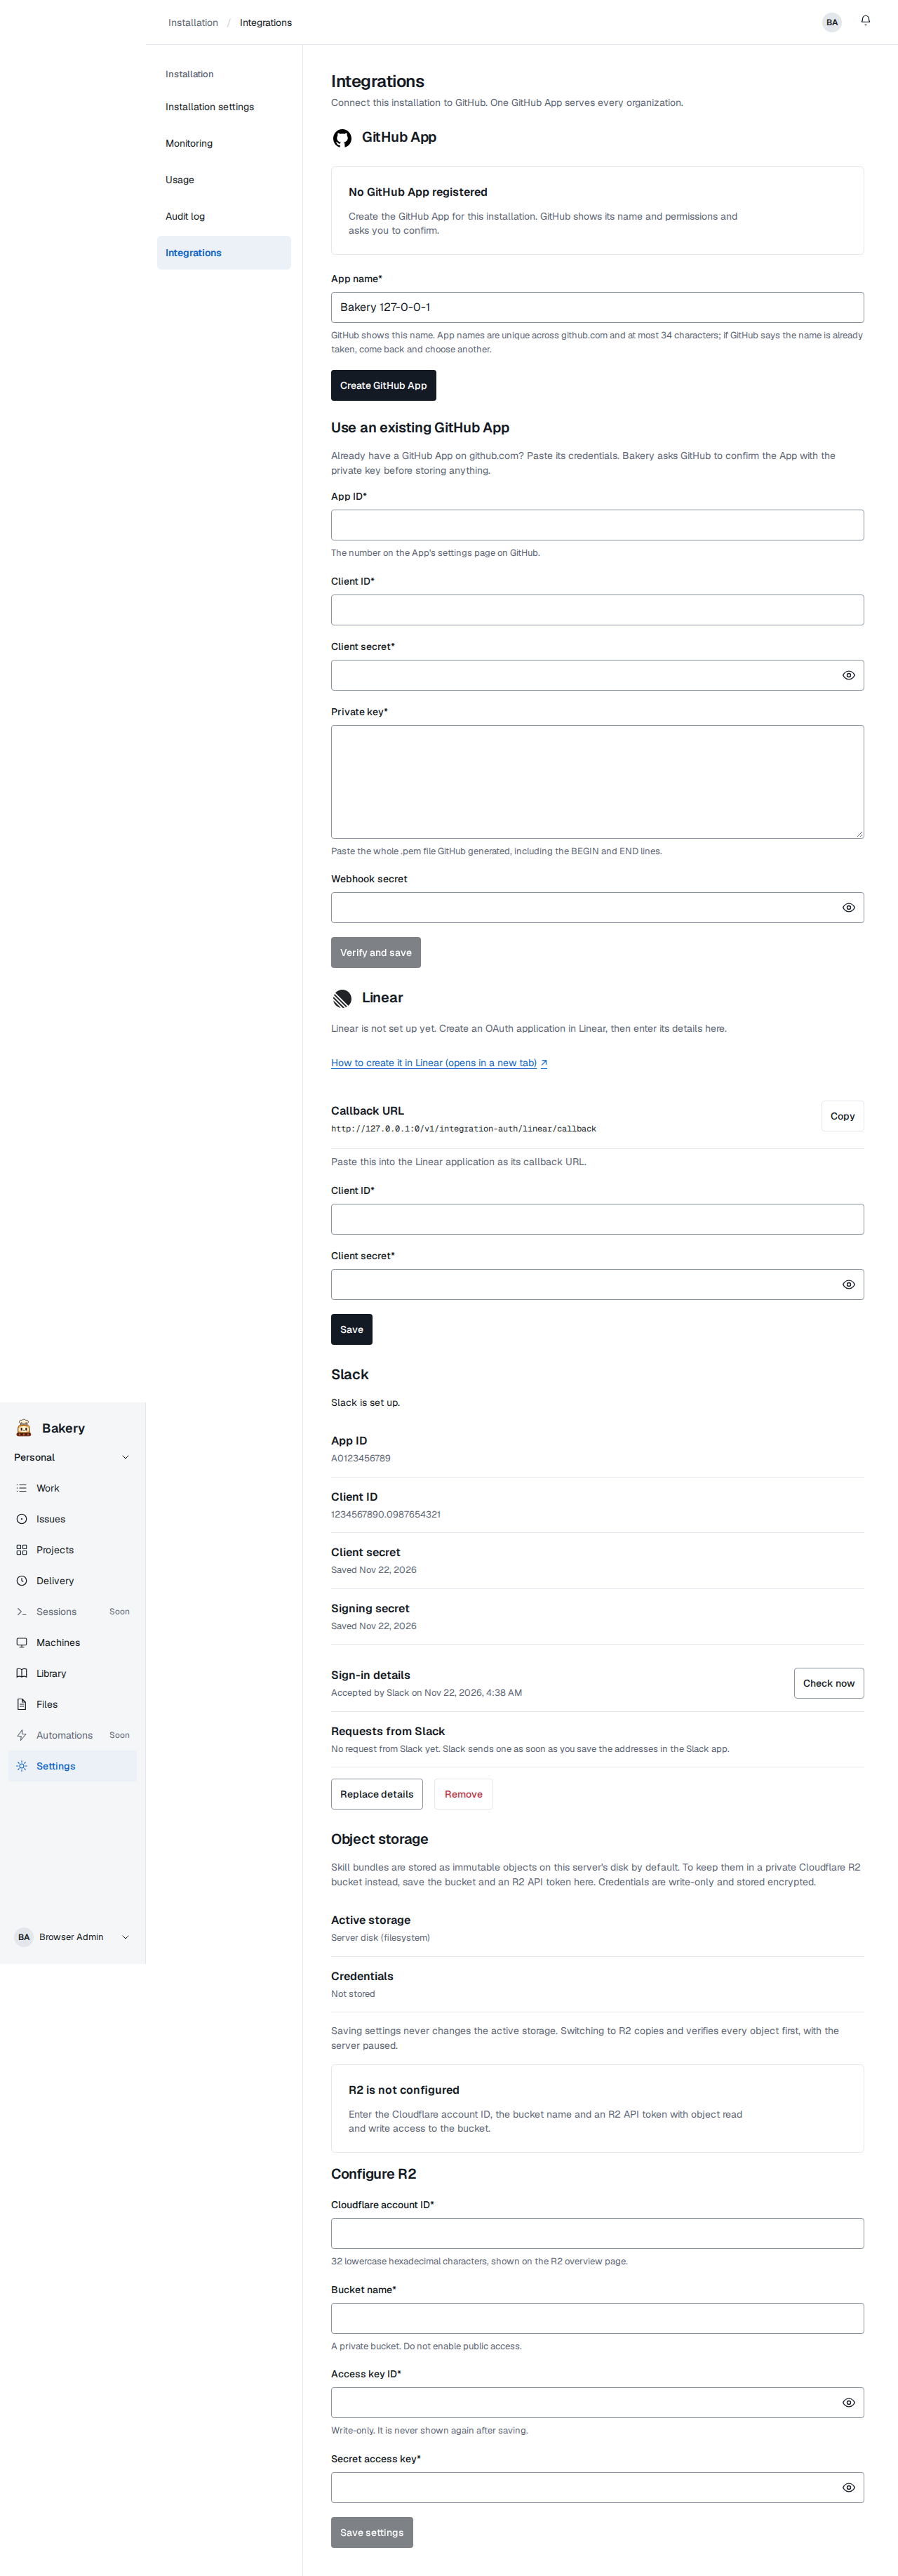 Installation / Integrations
BA
Installation
Installation settings
Monitoring
Usage
Audit log
Integrations
Integrations
Connect this installation to GitHub. One GitHub App serves every organization.
GitHub App
No GitHub App registered
Create the GitHub App for this installation. GitHub shows its name and permissions and
asks you to confirm.
App name*
Bakery 127-0-0-1
GitHub shows this name. App names are unique across github.com and at most 34 characters; if GitHub says the name is already
taken, come back and choose another.
Create GitHub App
Use an existing GitHub App
Already have a GitHub App on github.com? Paste its credentials. Bakery asks GitHub to confirm the App with the
private key before storing anything.
App ID*
The number on the App's settings page on GitHub.
Client ID*
Client secret*
Private key*
Paste the whole .pem file GitHub generated, including the BEGIN and END lines.
Webhook secret
Verify and save
Linear
Linear is not set up yet. Create an OAuth application in Linear, then enter its details here.
How to create it in Linear (opens in a new tab) ↗
Callback URL
http://127.0.0.1:0/v1/integration-auth/linear/callback
Copy
Paste this into the Linear application as its callback URL.
Client ID*
Client secret*
Save
Slack
Slack is set up.
App ID
A0123456789
Client ID
1234567890.0987654321
Client secret
Saved Nov 22, 2026
Signing secret
Saved Nov 22, 2026
Sign-in details
Accepted by Slack on Nov 22, 2026, 4:38 AM
Check now
Requests from Slack
No request from Slack yet. Slack sends one as soon as you save the addresses in the Slack app.
Replace details
Remove
Object storage
Skill bundles are stored as immutable objects on this server's disk by default. To keep them in a private Cloudflare R2
bucket instead, save the bucket and an R2 API token here. Credentials are write-only and stored encrypted.
Active storage
Server disk (filesystem)
Credentials
Not stored
Saving settings never changes the active storage. Switching to R2 copies and verifies every object first, with the
server paused.
R2 is not configured
Enter the Cloudflare account ID, the bucket name and an R2 API token with object read
and write access to the bucket.
Configure R2
Cloudflare account ID*
32 lowercase hexadecimal characters, shown on the R2 overview page.
Bucket name*
A private bucket. Do not enable public access.
Access key ID*
Write-only. It is never shown again after saving.
Secret access key*
Save settings
Bakery
Personal
Work
Issues
Projects
Delivery
Sessions Soon
Machines
Library
Files
Automations Soon
Settings
BA Browser Admin